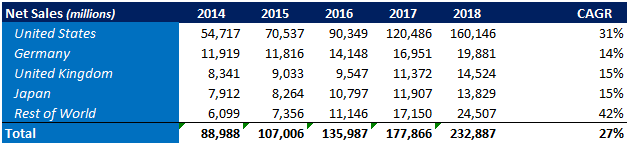 Net Sales (millions) 2014 2015 2016 2017 2018 CAGR
United States 54,717 70,537 90,349 120,486 160,146 31%
Germany 11,919 11,816 14,148 16,951 19,881 14%
United Kingdom 8,341 9,033 9,547 11,372 14,524 15%
Japan 7,912 8,264 10,797 11,907 13,829 15%
Rest of World 6,099 7,356 11,146 17,150 24,507 42%
Total 88,988 107,006 135,987 177,866 232,887 27%